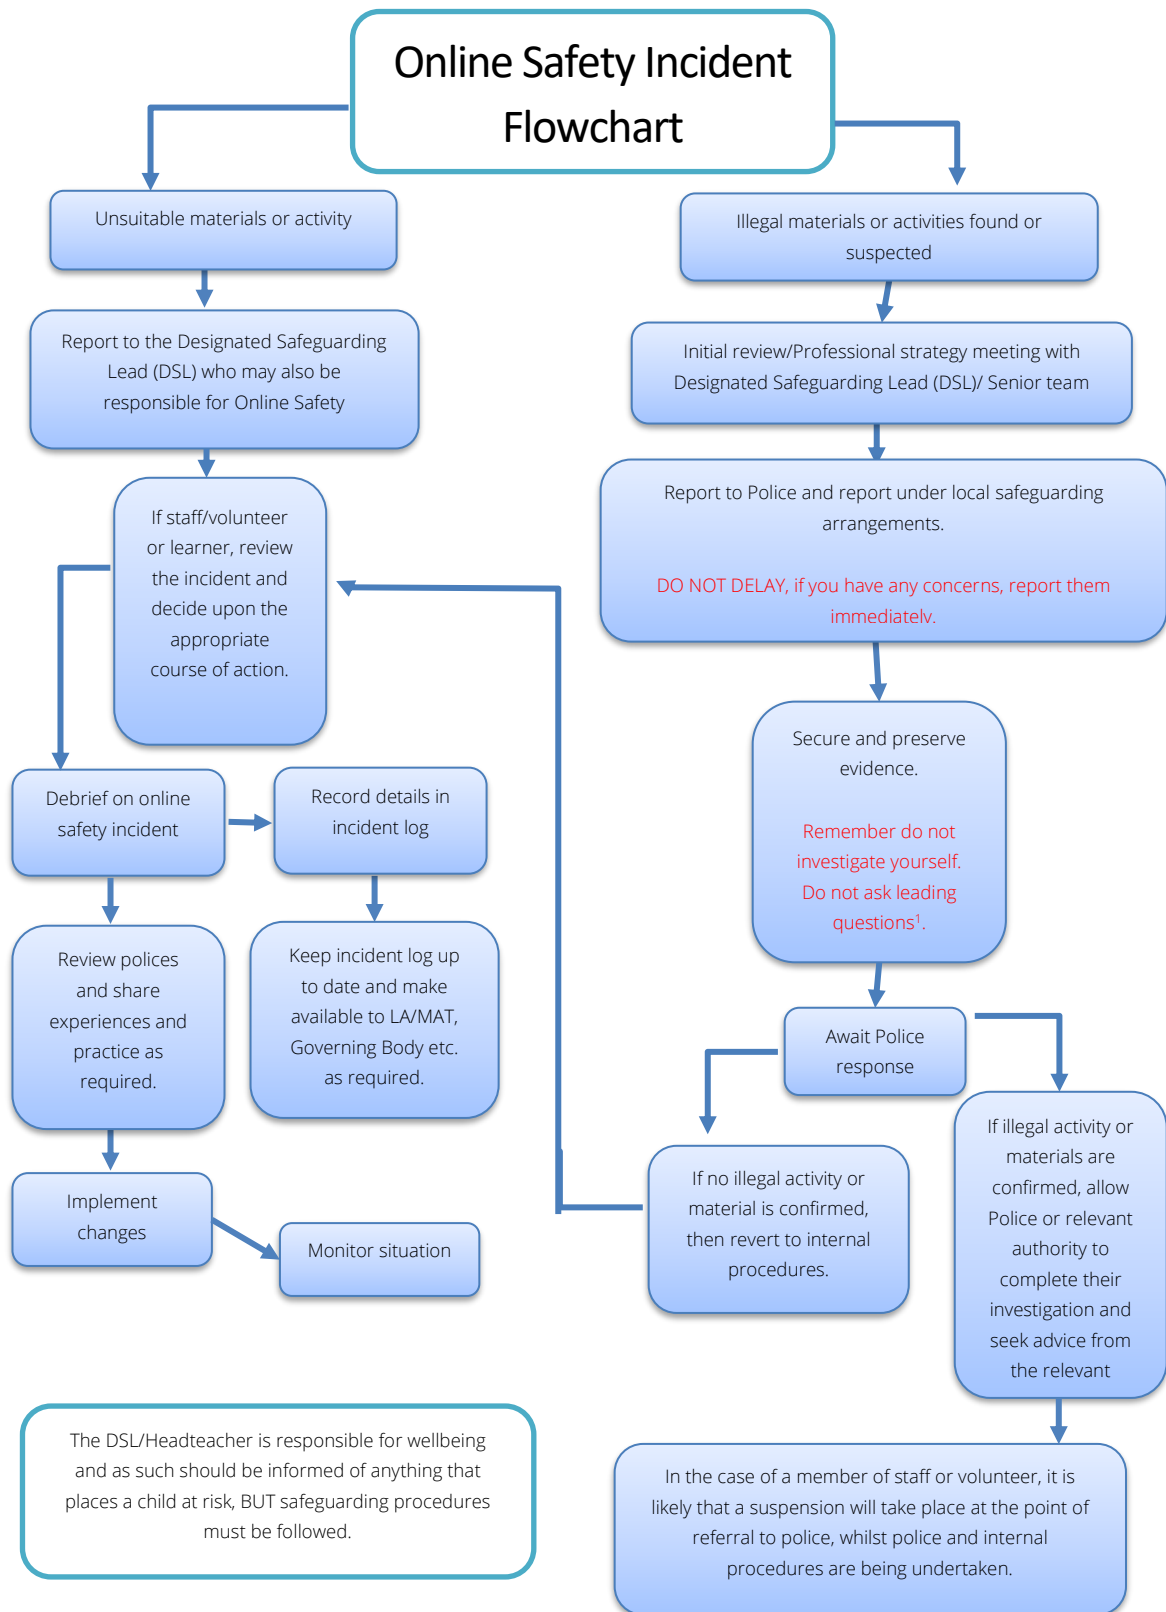 Online Safety Incident
Flowchart
Unsuitable materials or activity
Report to the Designated Safeguarding
Lead (DSL) who may also be
responsible for Online Safety
If staff/volunteer
or learner, review
the incident and
decide upon the
appropriate
course of action.
Debrief on online
safety incident
Record details in
incident log
Review polices
and share
experiences and
practice as
required.
Keep incident log up
to date and make
available to LA/MAT,
Governing Body etc.
as required.
Implement
changes
Monitor situation
Illegal materials or activities found or
suspected
Initial review/Professional strategy meeting with
Designated Safeguarding Lead (DSL)/ Senior team
Report to Police and report under local safeguarding
arrangements.
DO NOT DELAY, if you have any concerns, report them
immediately.
Secure and preserve
evidence.
Remember do not
investigate yourself.
Do not ask leading
questions¹.
Await Police
response
If no illegal activity or
material is confirmed,
then revert to internal
procedures.
If illegal activity or
materials are
confirmed, allow
Police or relevant
authority to
complete their
investigation and
seek advice from
the relevant
In the case of a member of staff or volunteer, it is
likely that a suspension will take place at the point of
referral to police, whilst police and internal
procedures are being undertaken.
The DSL/Headteacher is responsible for wellbeing
and as such should be informed of anything that
places a child at risk, BUT safeguarding procedures
must be followed.